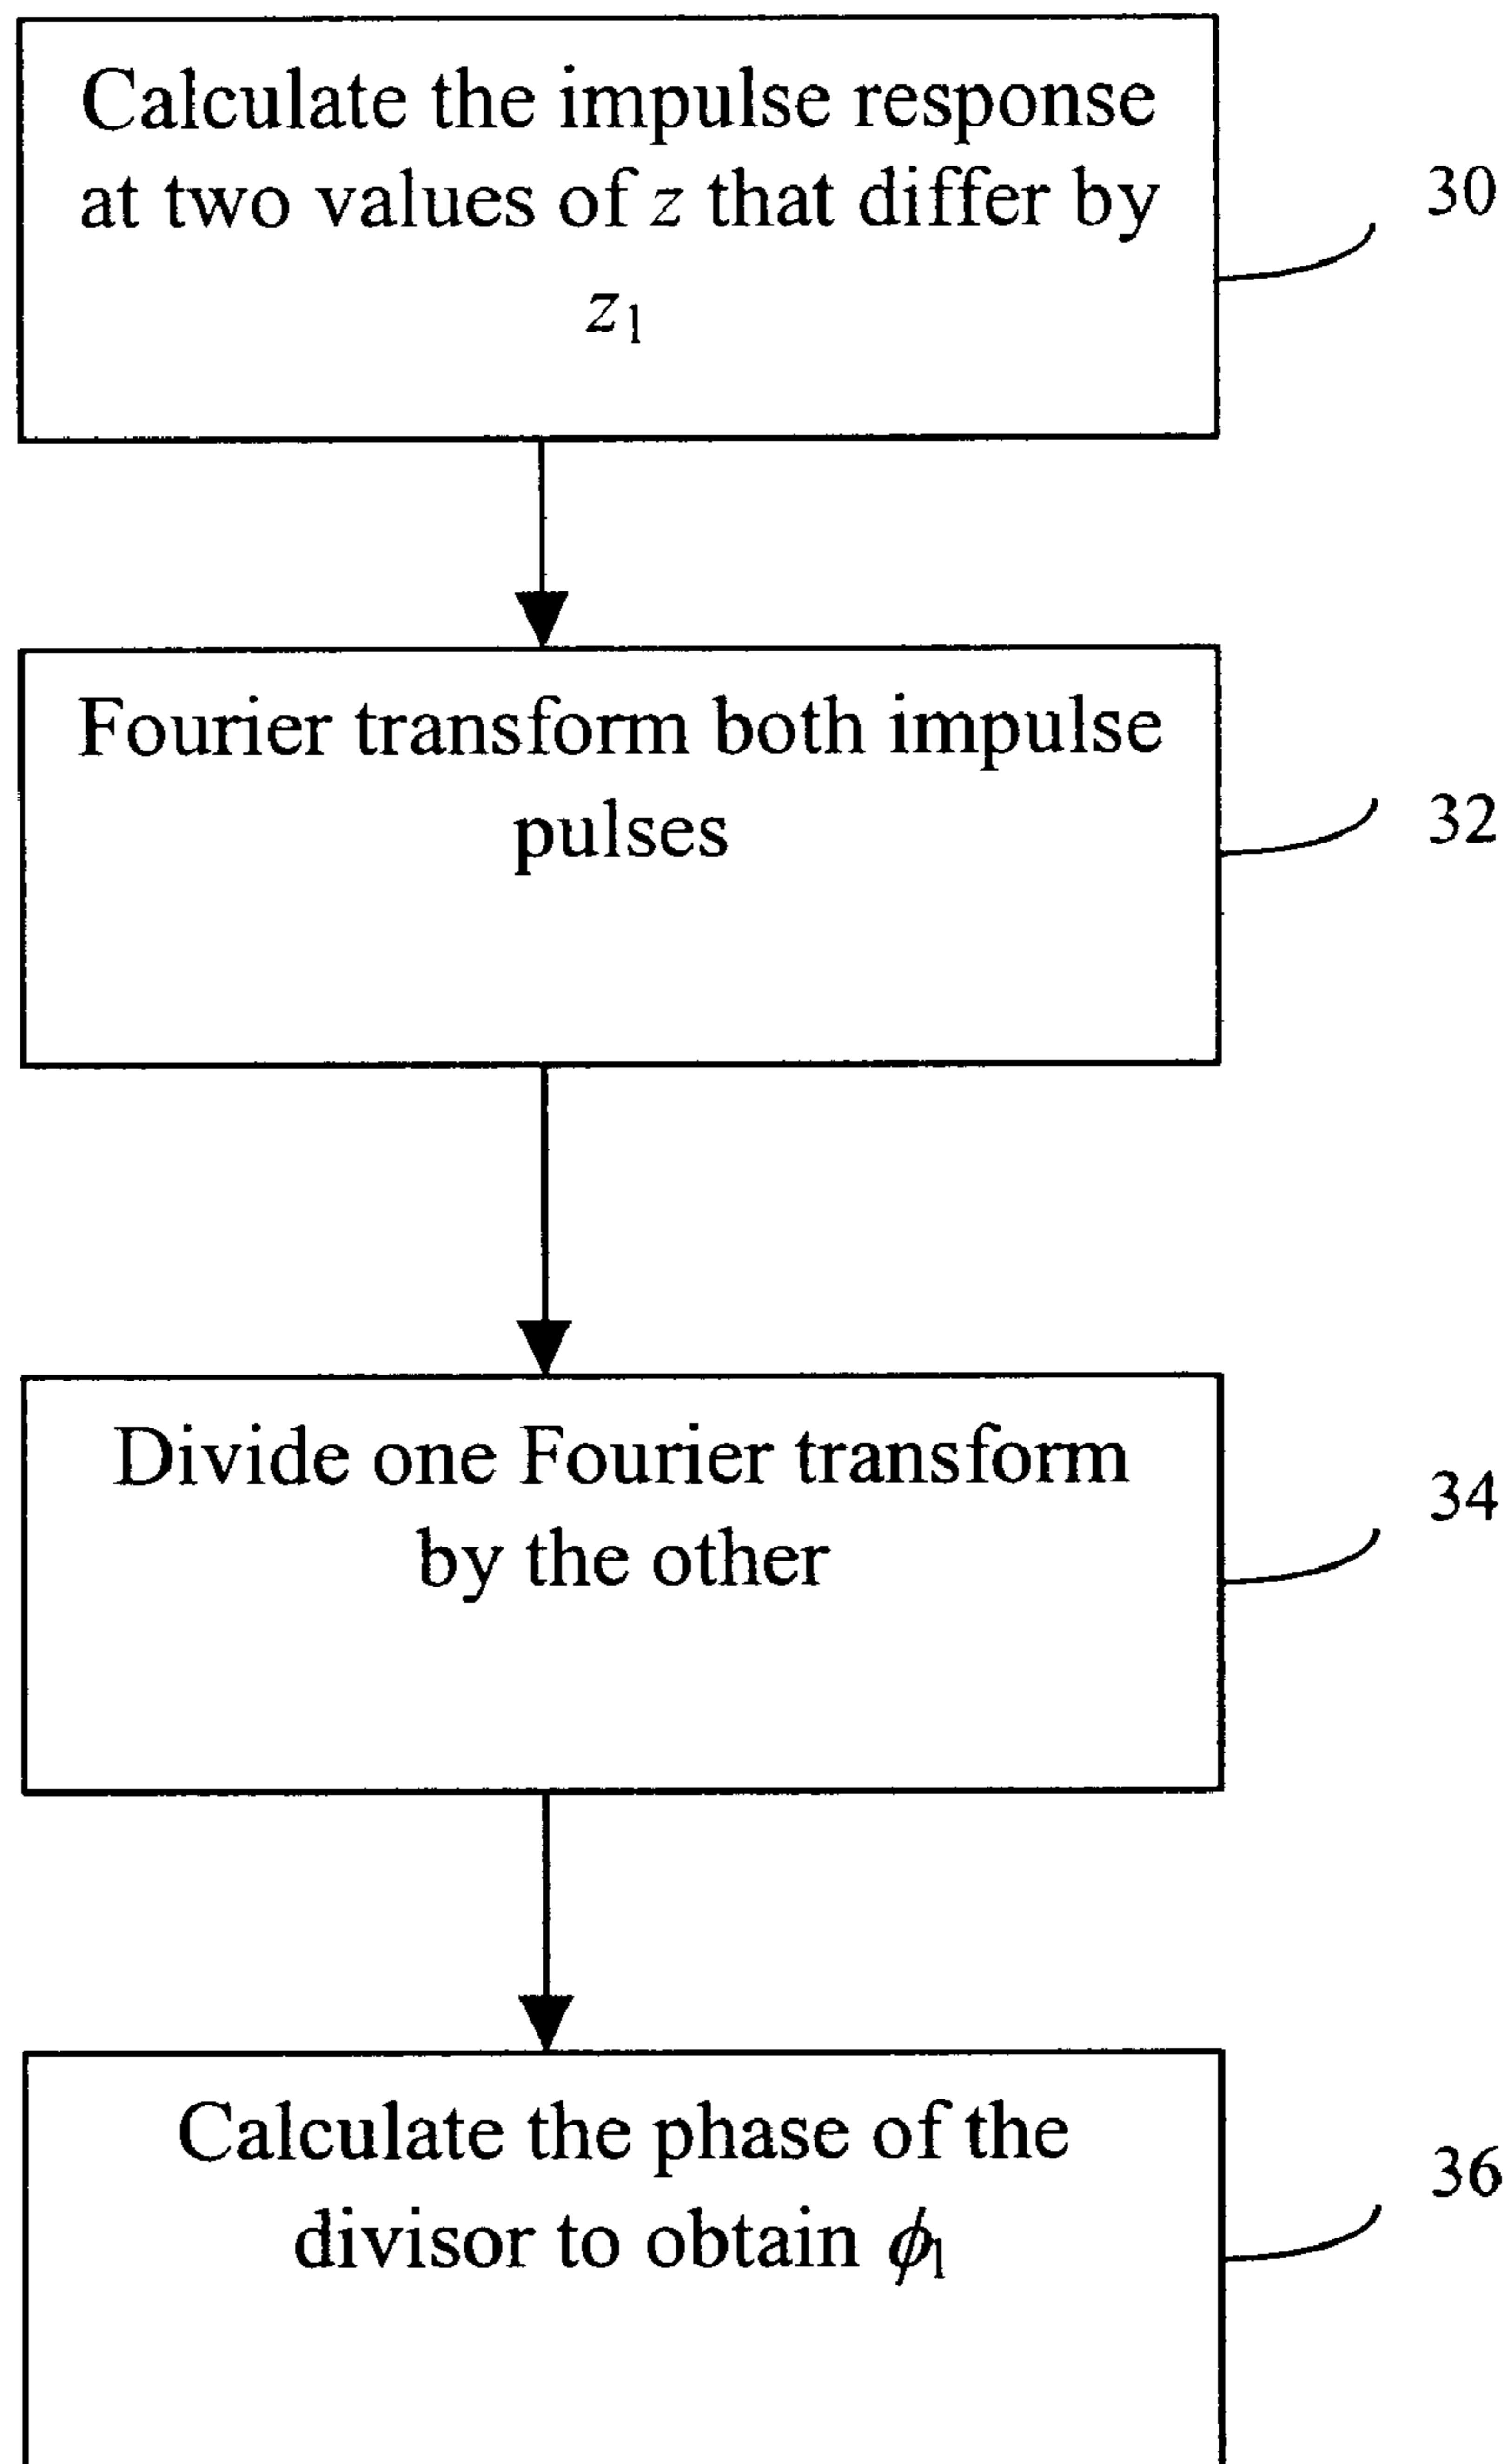 Calculate the impulse response
at two values of z that differ by
z₁
30
Fourier transform both impulse
pulses
32
Divide one Fourier transform
by the other
34
Calculate the phase of the
divisor to obtain ϕ₁
36